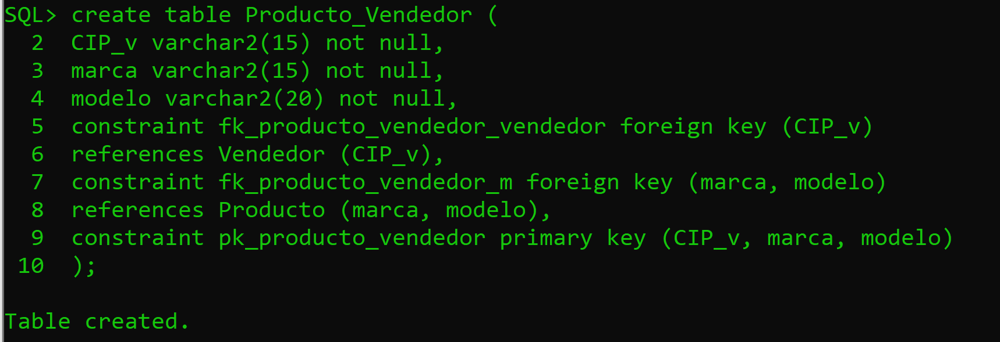 SQL> create table Producto_Vendedor (
2 CIP_v varchar2(15) not null,
3 marca varchar2(15) not null,
4 modelo varchar2(20) not null,
5 constraint fk_producto_vendedor_vendedor foreign key (CIP_v)
6 references Vendedor (CIP_v),
7 constraint fk_producto_vendedor_m foreign key (marca, modelo)
8 references Producto (marca, modelo),
9 constraint pk_producto_vendedor primary key (CIP_v, marca, modelo)
10 );
Table created.